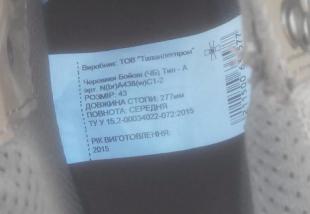 Виробник: ТОВ "Таланлегпром"
Черевики Бойові (ЧБ) Тип - А
арт. N(br)A438(w)C1-2
РОЗМІР: 43
ДОВЖИНА СТОПИ: 277мм
ПОВНОТА: СЕРЕДНЯ
ТУ У 15.2-00034022-072:2015
РІК ВИГОТОВЛЕННЯ:
2015